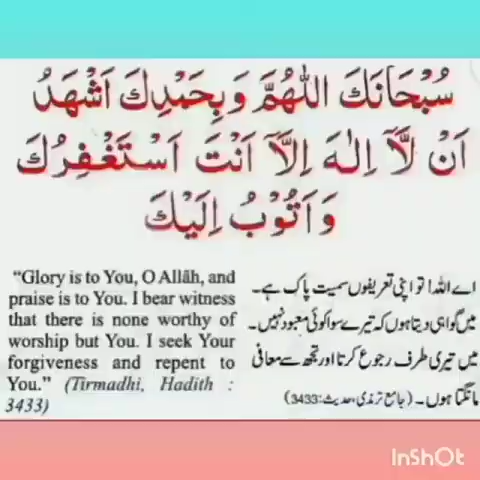 سُبْحَانَكَ اللّٰهُمَّ وَبِحَمْدِكَ اَشْهَدُ
اَنْ لَّآ اِلٰهَ اِلَّا اَنْتَ اَسْتَغْفِرُكَ
وَاَتُوْبُ اِلَيْكَ
“Glory is to You, O Allāh, and
praise is to You. I bear witness
that there is none worthy of
worship but You. I seek Your
forgiveness and repent to
You.” (Tirmadhi, Hadith :
3433)
اے اللہ! تو اپنی تعریفوں سمیت پاک ہے۔
میں گواہی دیتا ہوں کہ تیرے سوا کوئی معبود نہیں۔
میں تیری طرف رجوع کرتا اور تجھ سے معافی
مانگتا ہوں۔ (جامع ترمذی، حدیث: 3433)
InShOt